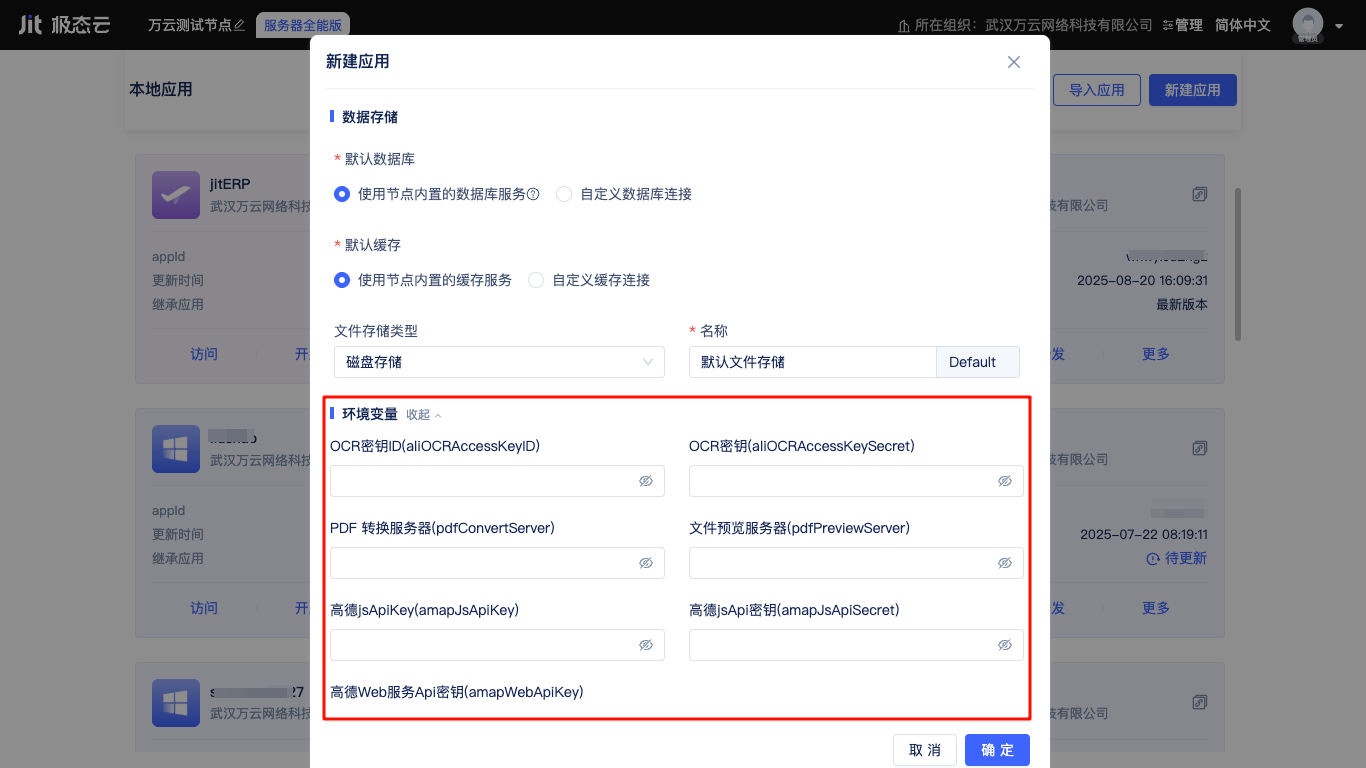 Jit 极态云
万云测试节点
服务器全能版
所在组织：武汉万云网络科技有限公司
管理
简体中文
本地应用
导入应用
新建应用
新建应用
数据存储
* 默认数据库
使用节点内置的数据库服务
自定义数据库连接
* 默认缓存
使用节点内置的缓存服务
自定义缓存连接
文件存储类型
* 名称
磁盘存储
默认文件存储
Default
环境变量 收起
OCR密钥ID(aliOCRAccessKeyID)
OCR密钥(aliOCRAccessKeySecret)
PDF 转换服务器(pdfConvertServer)
文件预览服务器(pdfPreviewServer)
高德jsApiKey(amapJsApiKey)
高德jsApi密钥(amapJsApiSecret)
高德Web服务Api密钥(amapWebApiKey)
取 消
确 定
jitERP
武汉万云网络科技
技有限公司
appId
更新时间
2025-08-20 16:09:31
继承应用
最新版本
访问
开
发
更多
武汉万云网络科技
技有限公司
appId
更新时间
2025-07-22 08:19:11
继承应用
待更新
访问
开
发
更多
27
武汉万云网络科技
技有限公司